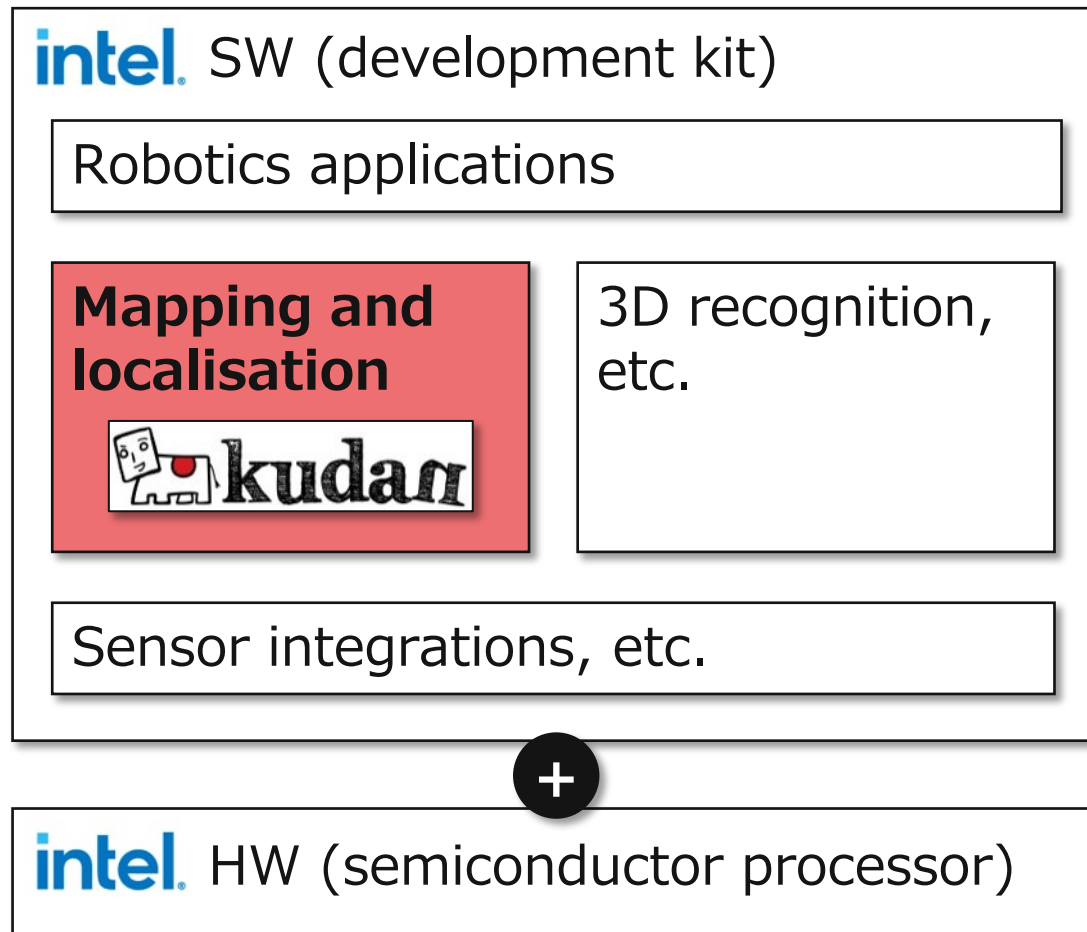 intel. SW (development kit)
Robotics applications
Mapping and
localisation
kudan
3D recognition,
etc.
Sensor integrations, etc.
+
intel. HW (semiconductor processor)